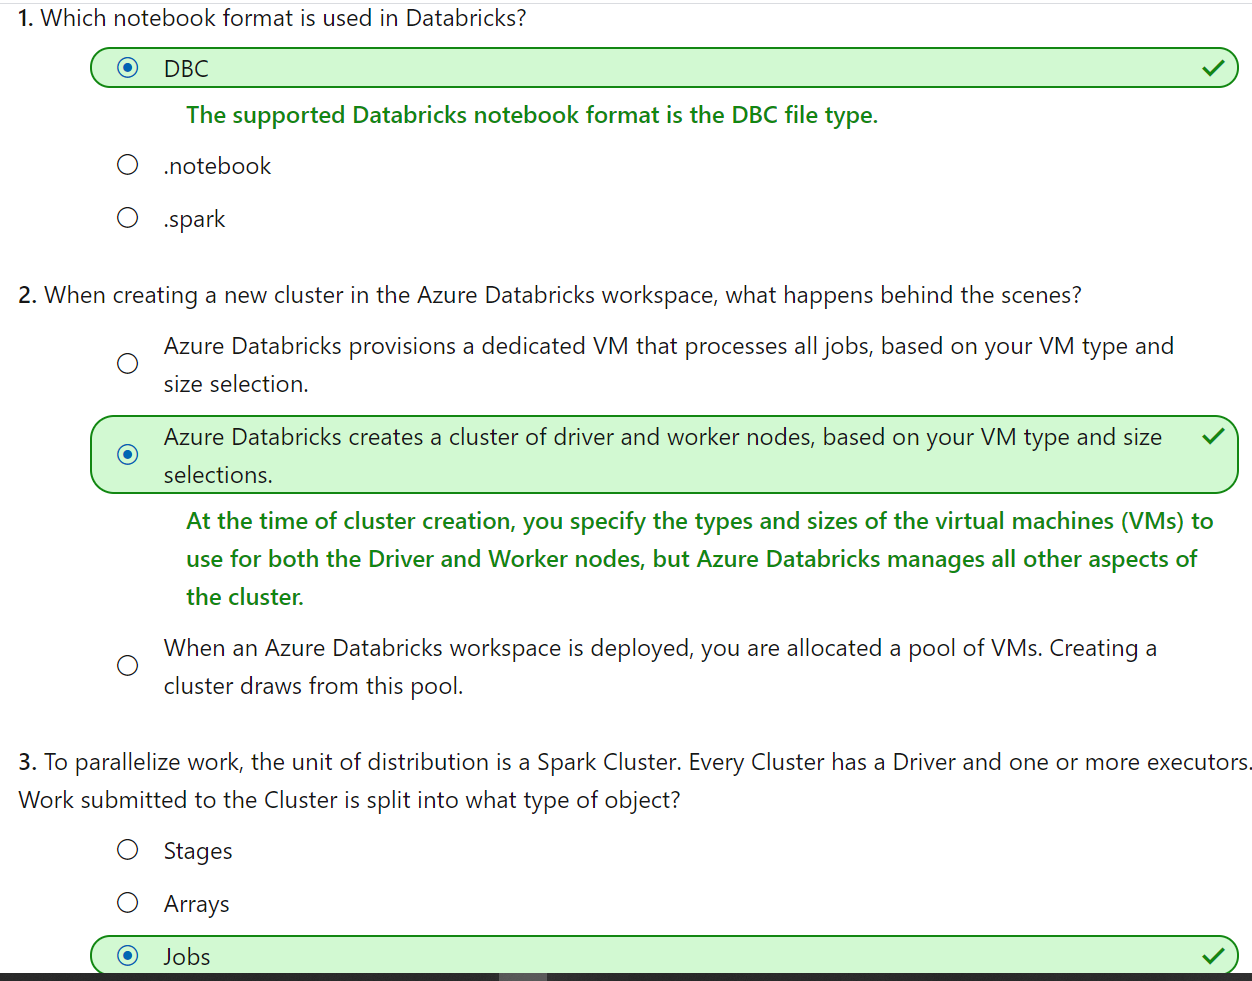 1. Which notebook format is used in Databricks?
DBC
The supported Databricks notebook format is the DBC file type.
.notebook
.spark
2. When creating a new cluster in the Azure Databricks workspace, what happens behind the scenes?
Azure Databricks provisions a dedicated VM that processes all jobs, based on your VM type and
size selection.
Azure Databricks creates a cluster of driver and worker nodes, based on your VM type and size
selections.
At the time of cluster creation, you specify the types and sizes of the virtual machines (VMs) to
use for both the Driver and Worker nodes, but Azure Databricks manages all other aspects of
the cluster.
When an Azure Databricks workspace is deployed, you are allocated a pool of VMs. Creating a
cluster draws from this pool.
3. To parallelize work, the unit of distribution is a Spark Cluster. Every Cluster has a Driver and one or more executors.
Work submitted to the Cluster is split into what type of object?
Stages
Arrays
Jobs